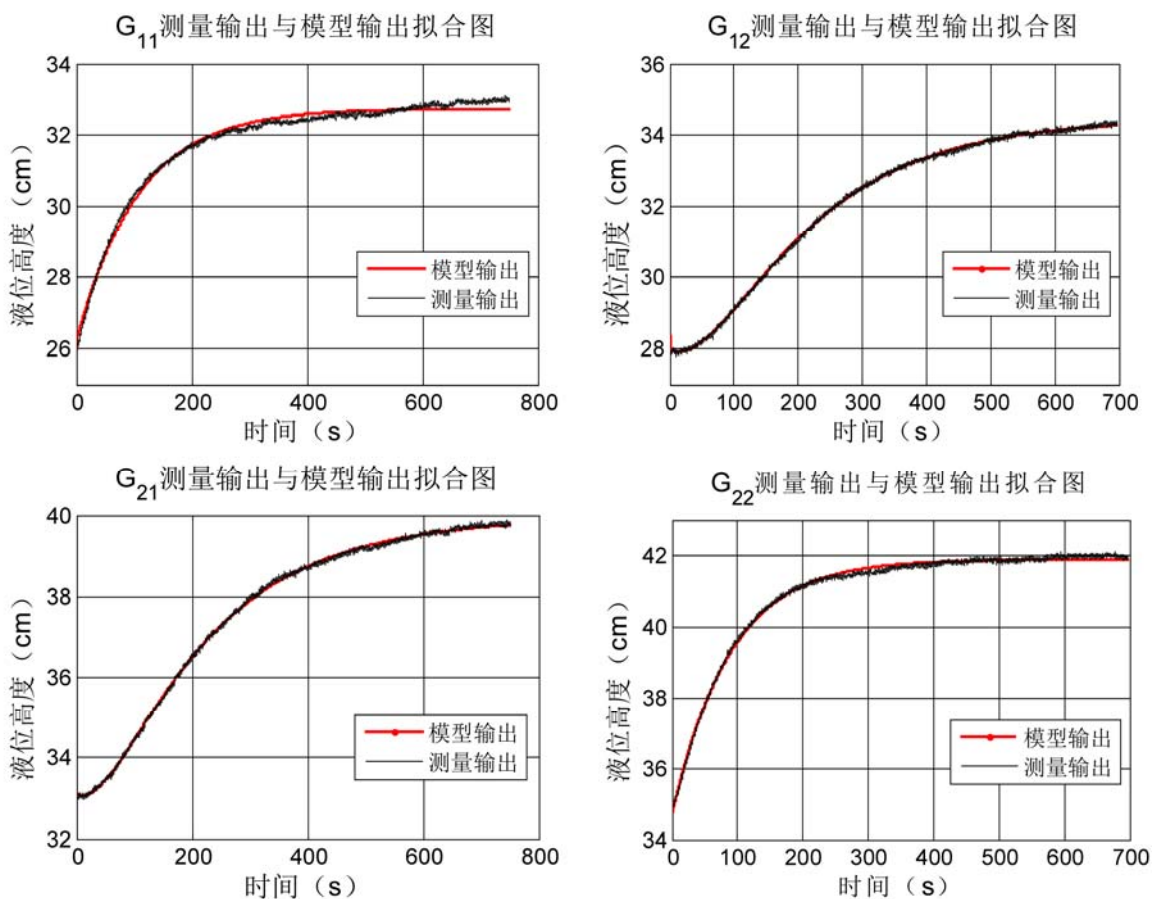 G11测量输出与模型输出拟合图
34
32
30
28
26
液位高度（cm）
模型输出
测量输出
0 200 400 600 800
时间（s）
G12测量输出与模型输出拟合图
36
34
32
30
28
液位高度（cm）
模型输出
测量输出
0 100 200 300 400 500 600 700
时间（s）
G21测量输出与模型输出拟合图
40
38
36
34
32
液位高度（cm）
模型输出
测量输出
0 200 400 600 800
时间（s）
G22测量输出与模型输出拟合图
42
40
38
36
34
液位高度（cm）
模型输出
测量输出
0 100 200 300 400 500 600 700
时间（s）